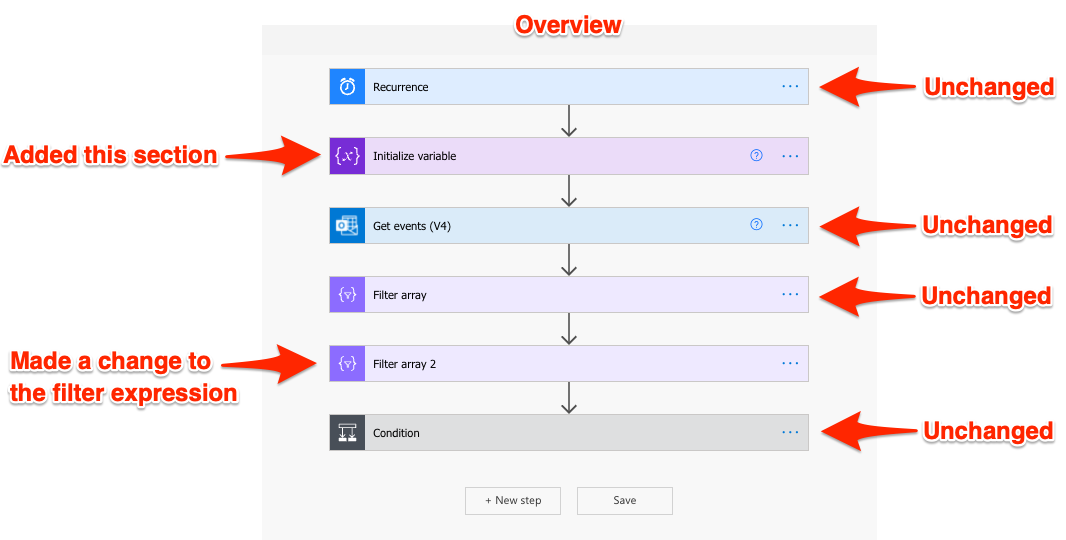 Overview
Recurrence
Unchanged
Added this section
{x}
Initialize variable
Get events (V4)
Unchanged
Filter array
Unchanged
Made a change to
the filter expression
Filter array 2
Condition
Unchanged
+ New step
Save